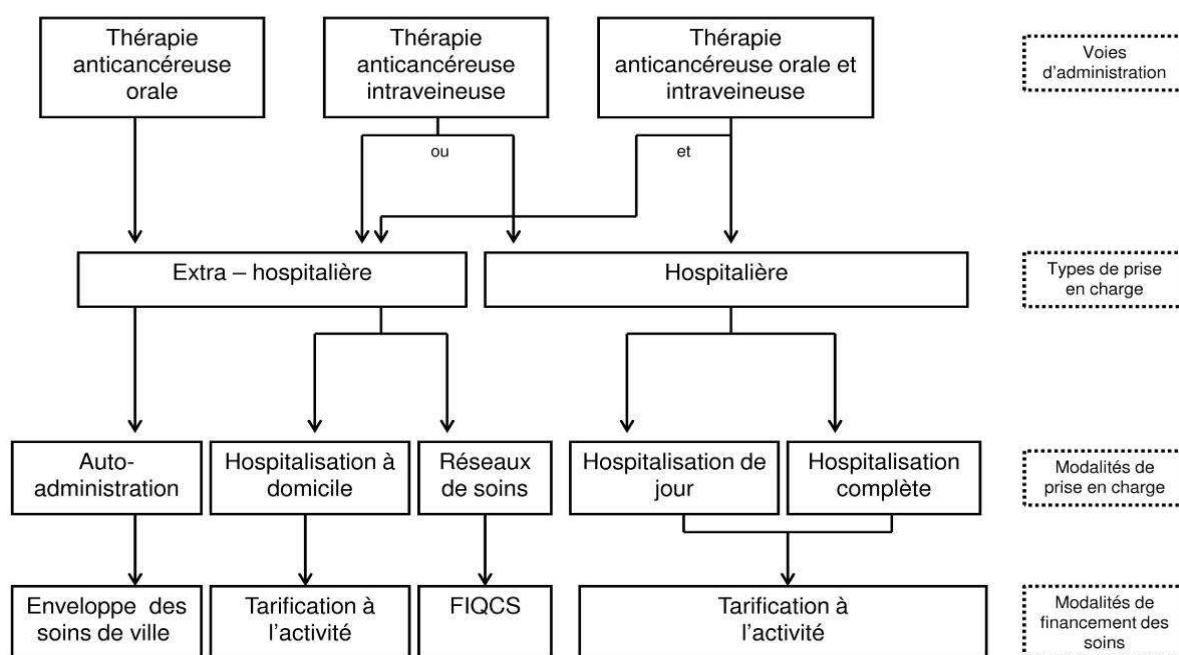 Thérapie
anticancéreuse
orale
Thérapie
anticancéreuse
intraveineuse
Thérapie
anticancéreuse orale et
intraveineuse
Voies
d'administration
ou
et
Extra – hospitalière
Hospitalière
Types de prise
en charge
Auto-
administration
Hospitalisation à
domicile
Réseaux
de soins
Hospitalisation de
jour
Hospitalisation
complète
Modalités de
prise en charge
Enveloppe des
soins de ville
Tarification à
l'activité
FIQCS
Tarification à
l'activité
Modalités de
financement des
soins